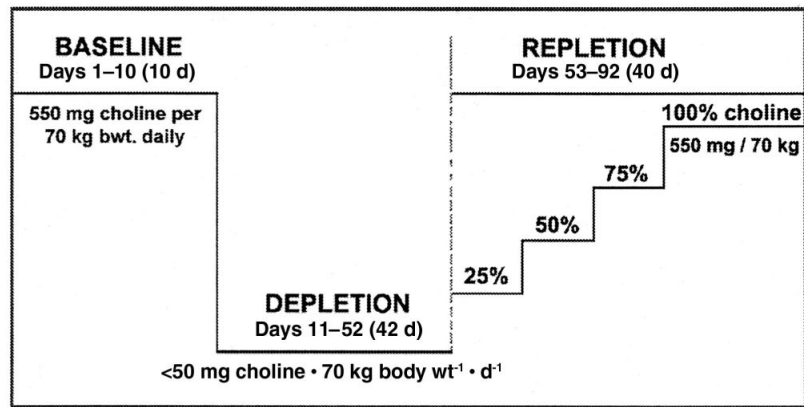 BASELINE
Days 1–10 (10 d)
550 mg choline per
70 kg bwt. daily
DEPLETION
Days 11–52 (42 d)
<50 mg choline • 70 kg body wt⁻¹ • d⁻¹
REPLETION
Days 53–92 (40 d)
25%
50%
75%
100% choline
550 mg / 70 kg